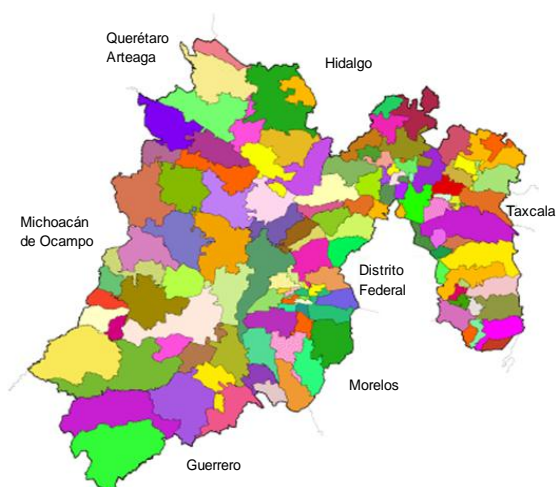 Querétaro
Arteaga
Hidalgo
Michoacán
de Ocampo
Taxcala
Distrito
Federal
Morelos
Guerrero